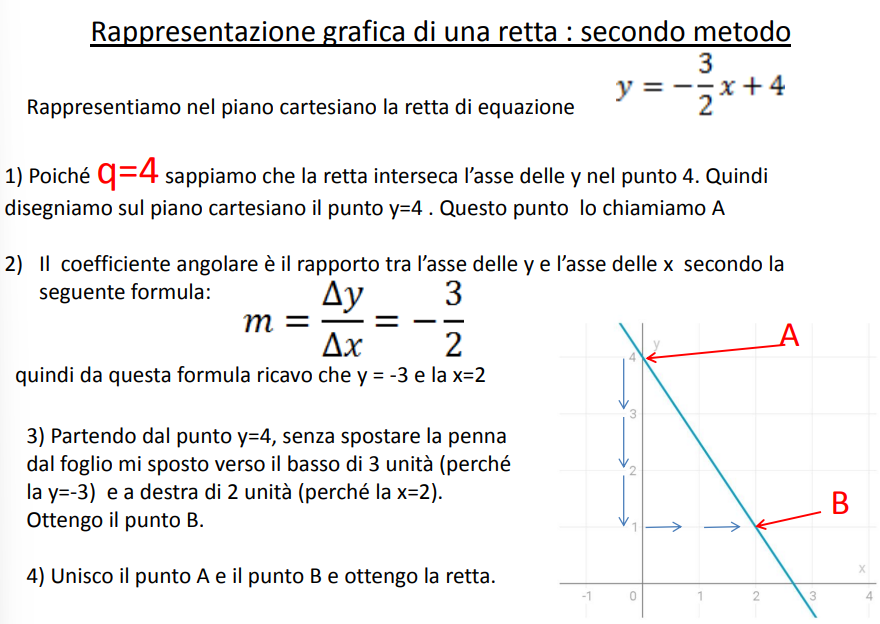 Rappresentazione grafica di una retta : secondo metodo
Rappresentiamo nel piano cartesiano la retta di equazione y = -3/2 x + 4
1) Poiché q=4 sappiamo che la retta interseca l'asse delle y nel punto 4. Quindi
disegniamo sul piano cartesiano il punto y=4 . Questo punto lo chiamiamo A
2) Il coefficiente angolare è il rapporto tra l'asse delle y e l'asse delle x secondo la
seguente formula:
m = Δy/Δx = -3/2
quindi da questa formula ricavo che y = -3 e la x=2
3) Partendo dal punto y=4, senza spostare la penna
dal foglio mi sposto verso il basso di 3 unità (perché
la y=-3) e a destra di 2 unità (perché la x=2).
Ottengo il punto B.
4) Unisco il punto A e il punto B e ottengo la retta.
A
y
4
3
2
B
1
x
-1 0 1 2 3 4